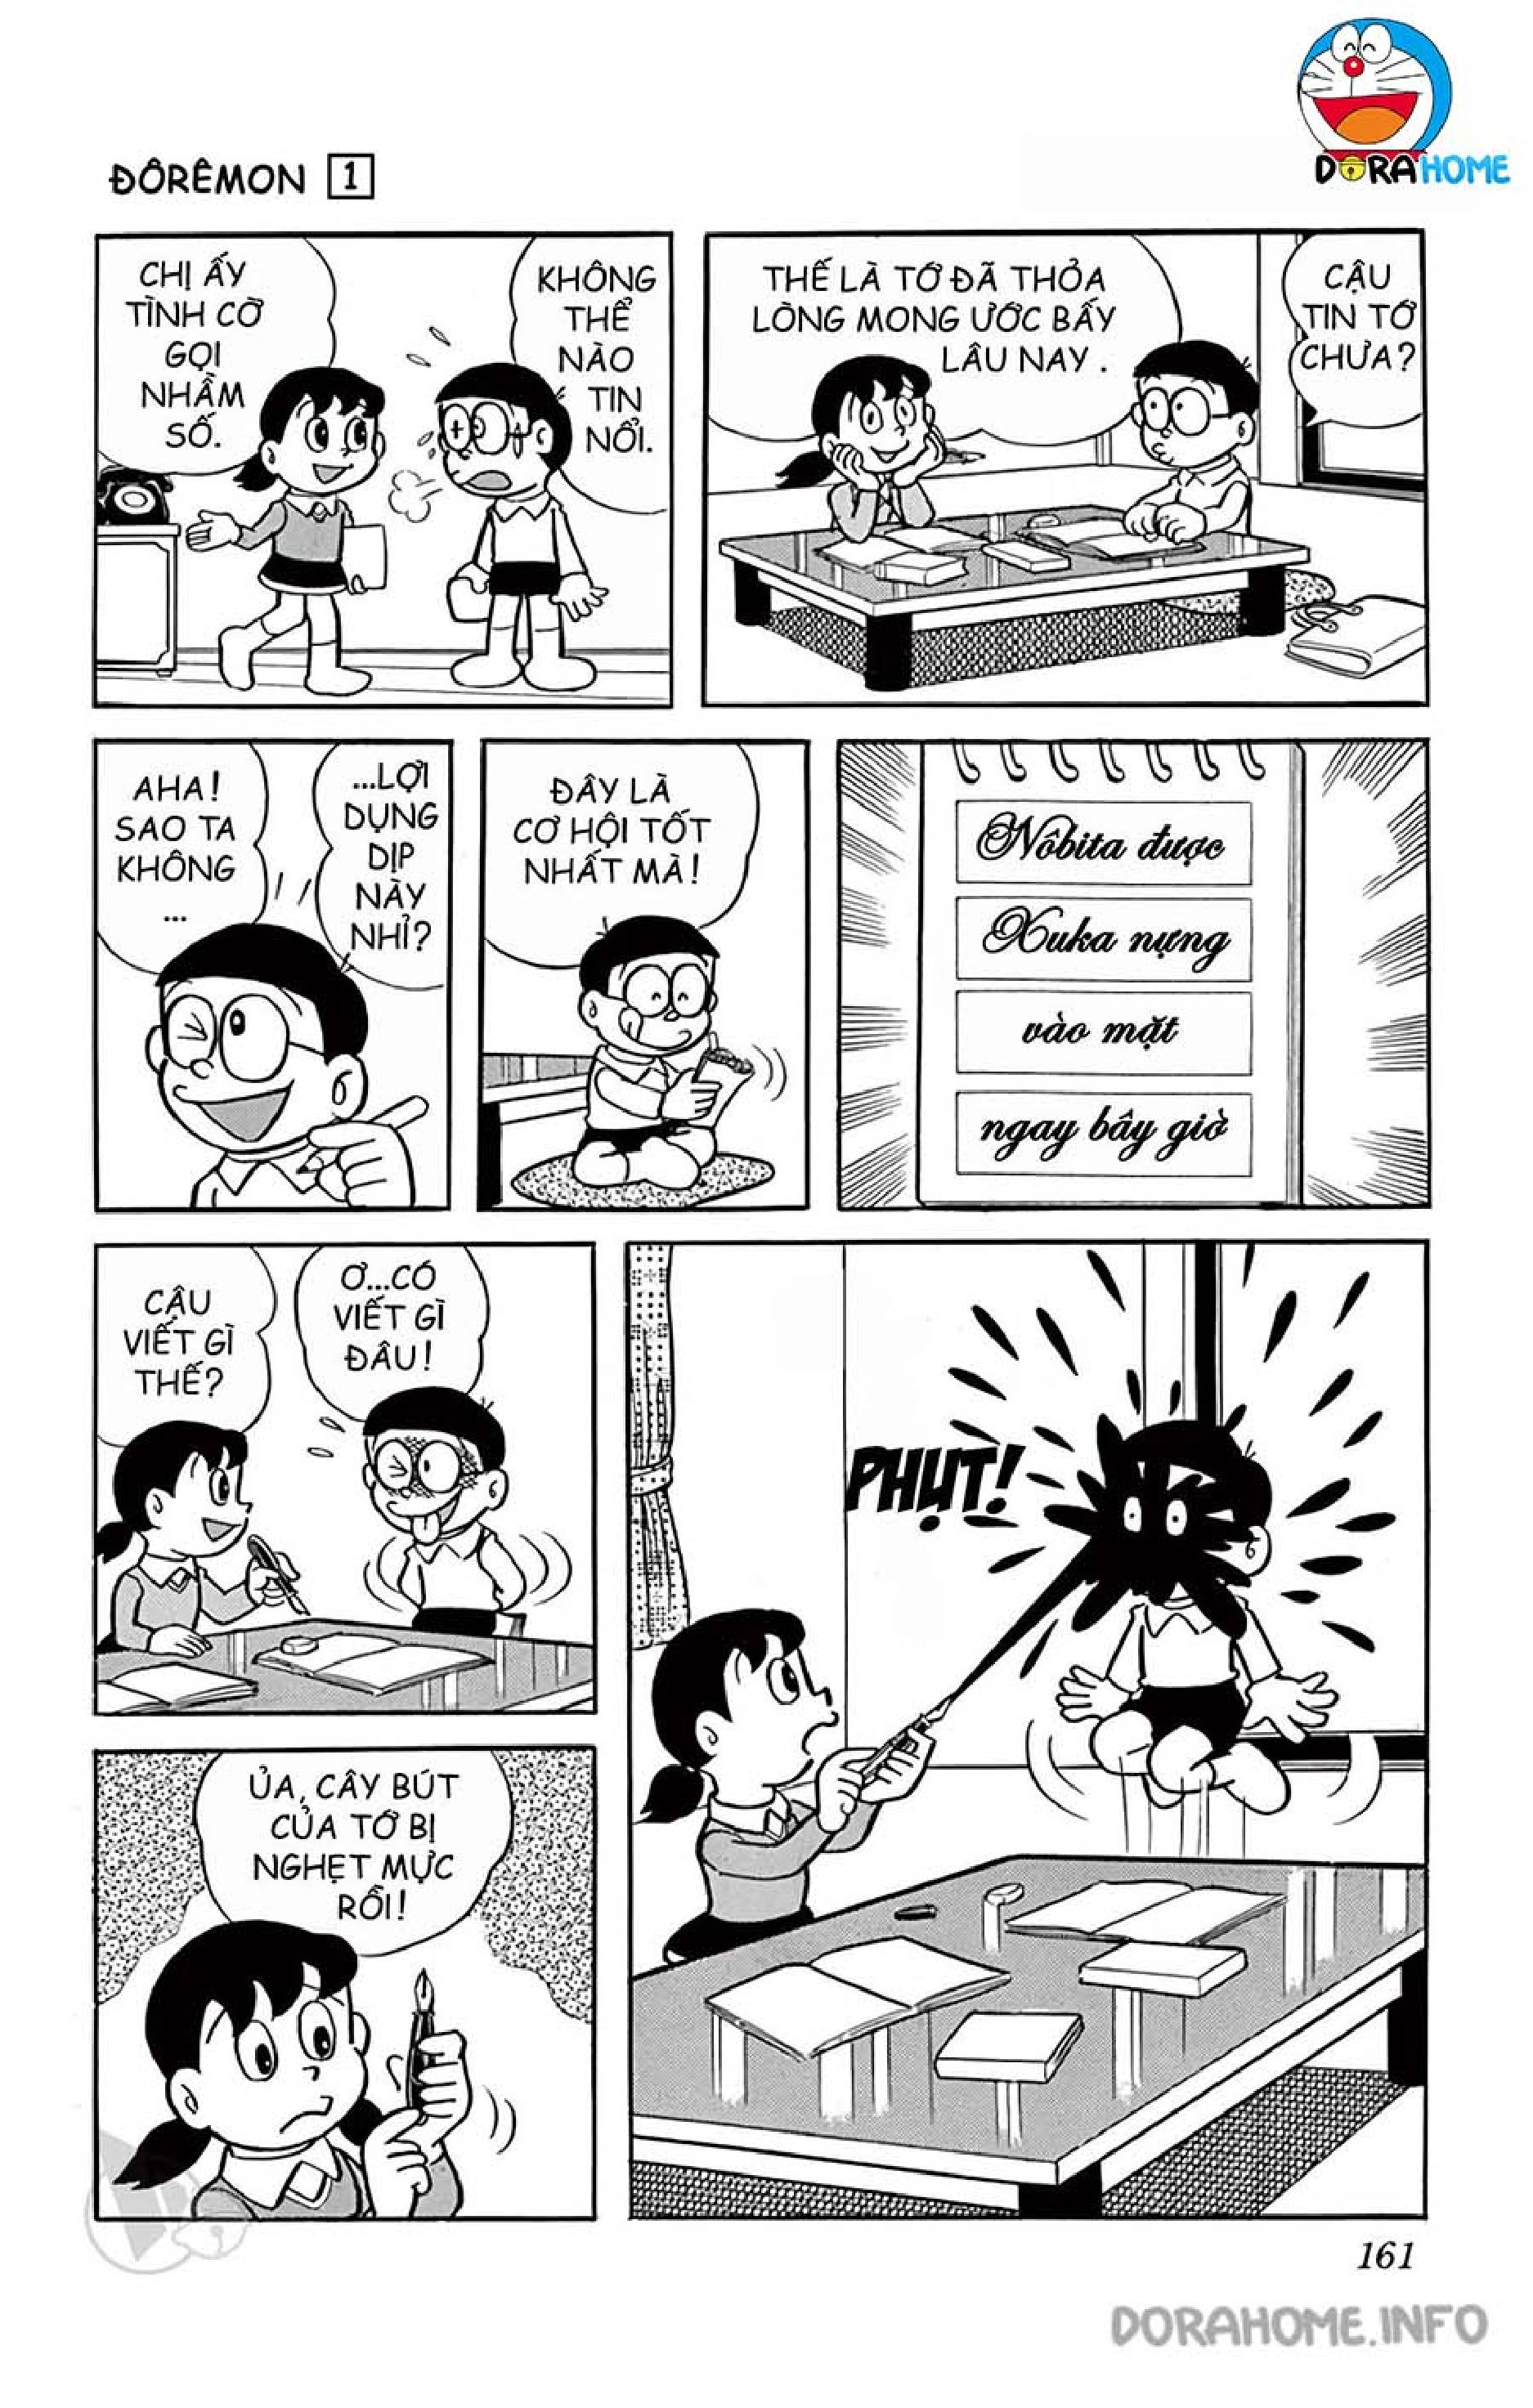 DORAHOME
ĐÔRÊMON 1
CHỊ ẤY
TÌNH CỜ
GỌI
NHẦM
SỐ.
KHÔNG
THỂ
NÀO
TIN
NỔI.
THẾ LÀ TỚ ĐÃ THỎA
LÒNG MONG ƯỚC BẤY
LÂU NAY .
CẬU
TIN TỚ
CHƯA?
AHA!
SAO TA
KHÔNG
...
...LỢI
DỤNG
DỊP
NÀY
NHỈ?
ĐÂY LÀ
CƠ HỘI TỐT
NHẤT MÀ!
Nôbita được
Xuka nựng
vào mặt
ngay bây giờ
CẬU
VIẾT GÌ
THẾ?
Ơ...CÓ
VIẾT GÌ
ĐÂU!
ỦA, CÂY BÚT
CỦA TỚ BỊ
NGHẸT MỰC
RỒI!
PHỤT!
161
DORAHOME.INFO